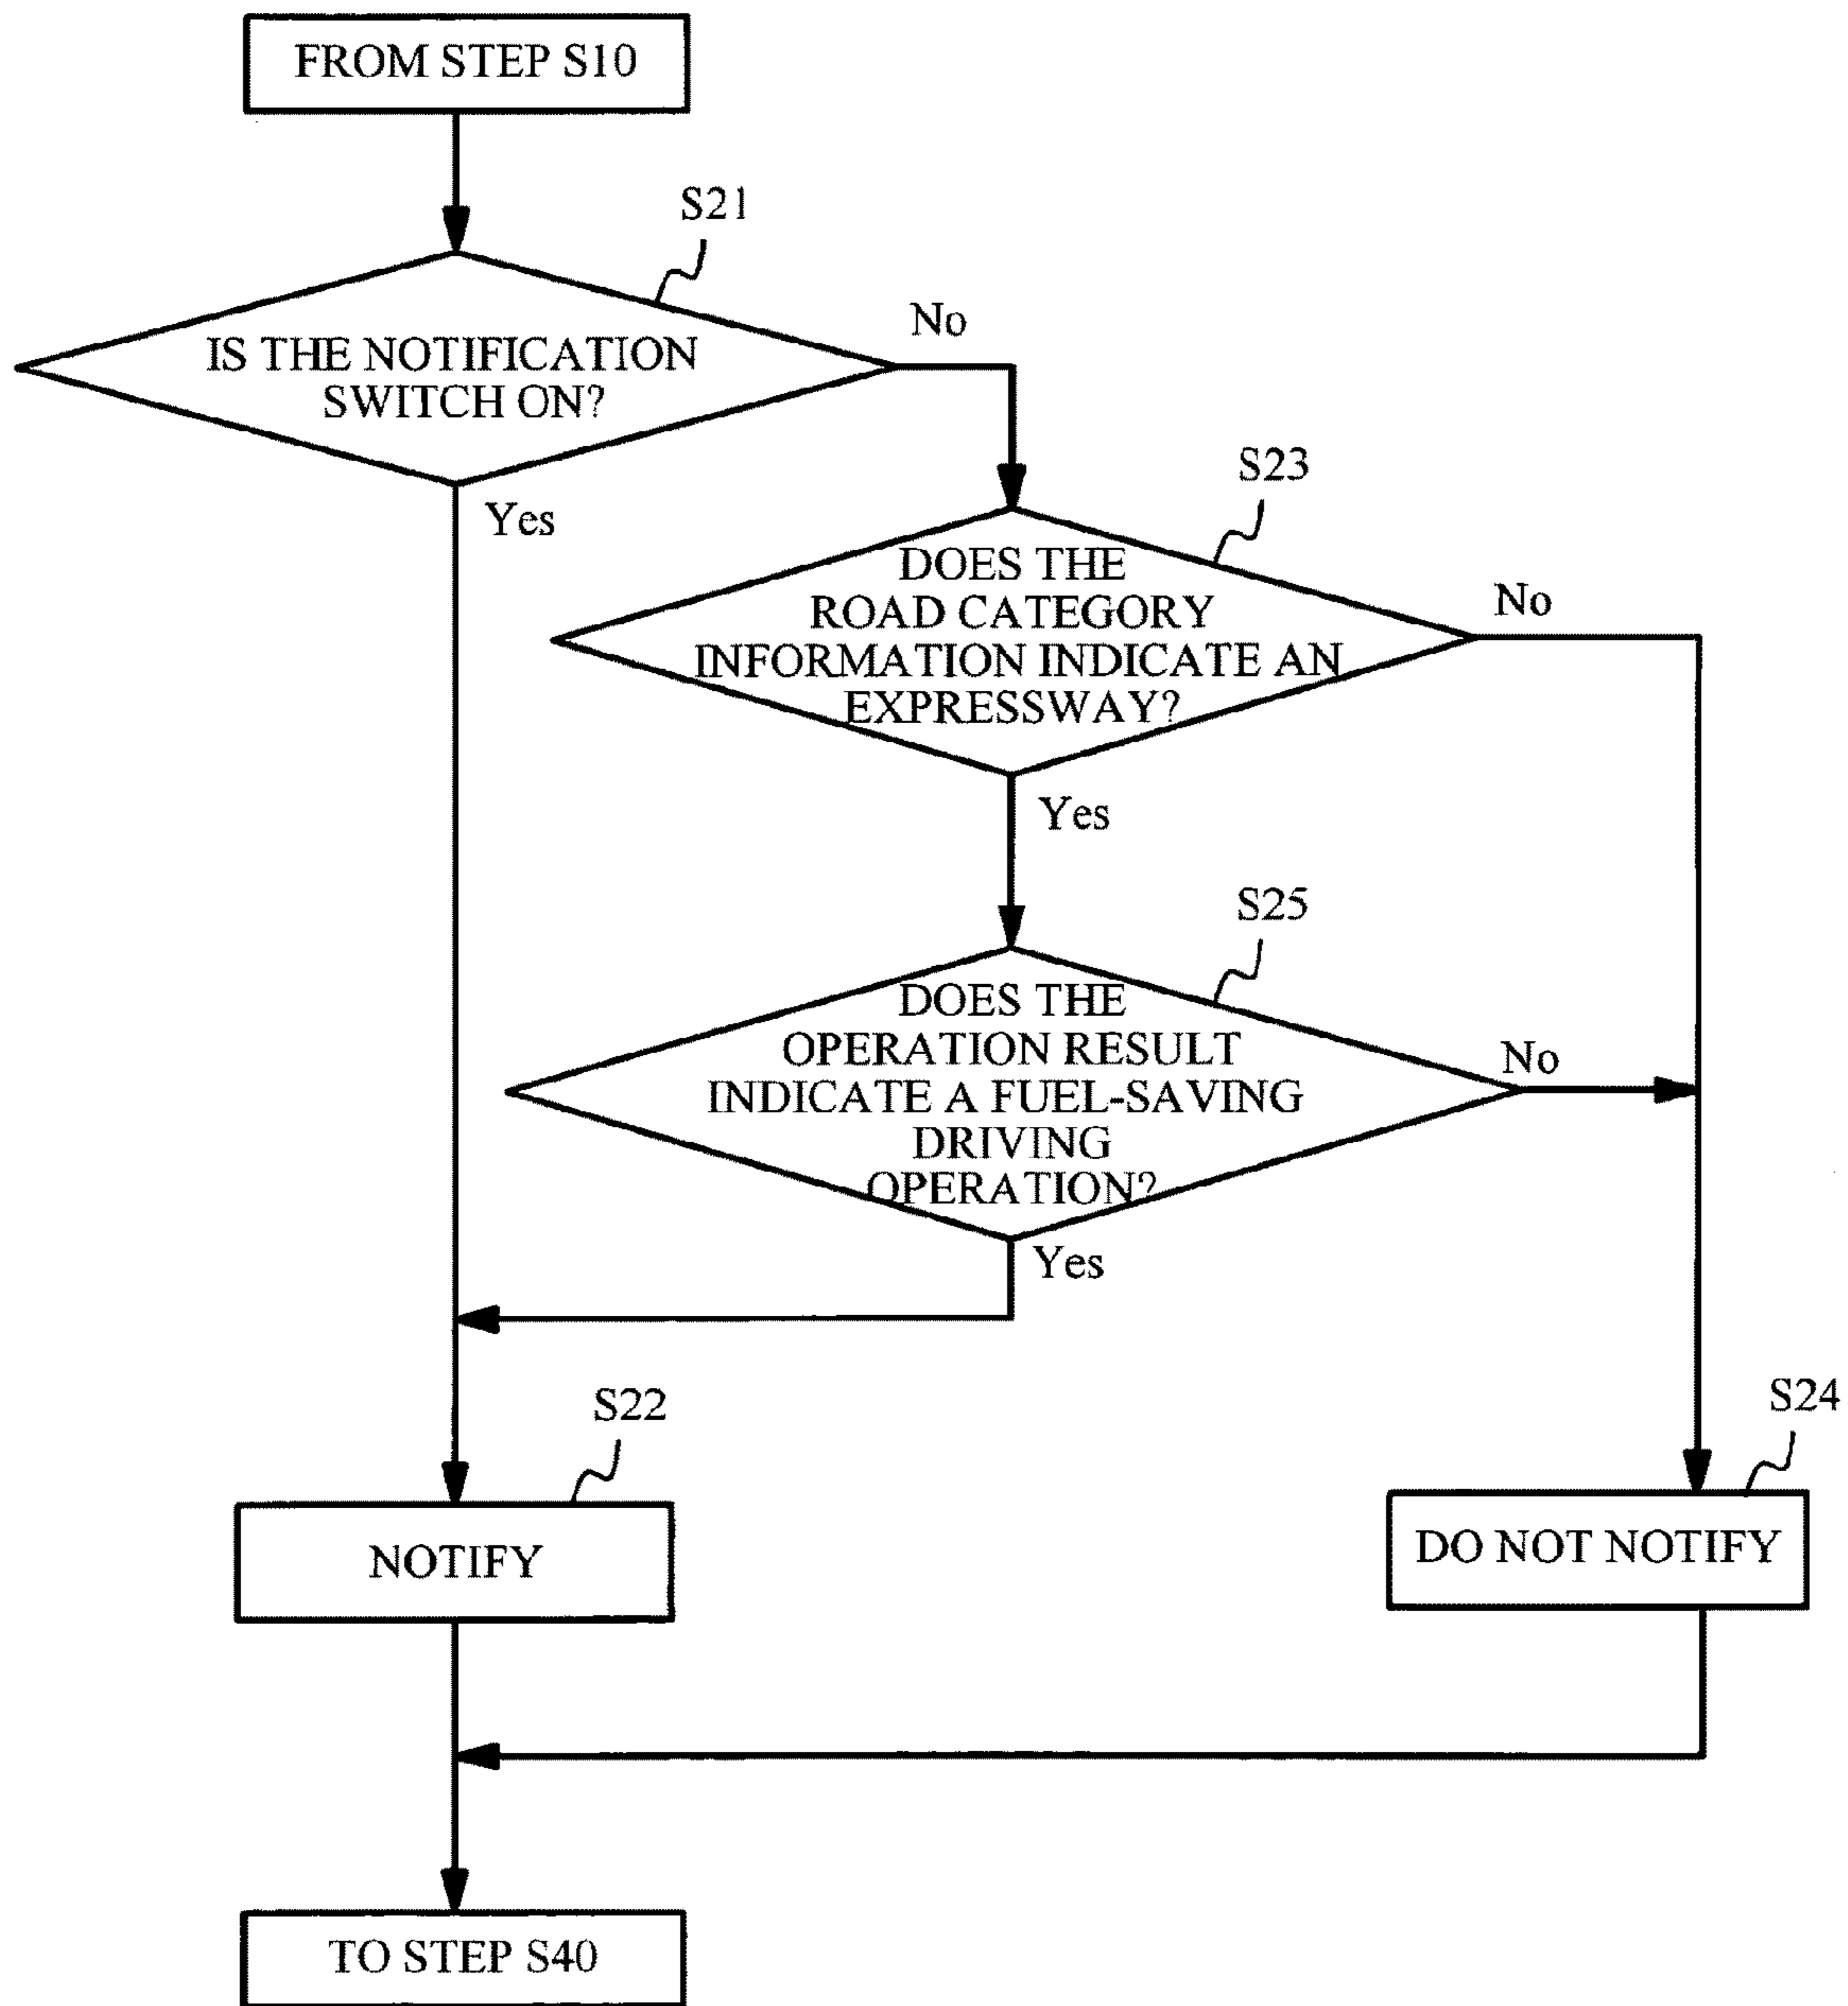 FROM STEP S10
S21
IS THE NOTIFICATION
SWITCH ON?
No
Yes
S23
DOES THE
ROAD CATEGORY
INFORMATION INDICATE AN
EXPRESSWAY?
No
Yes
S25
DOES THE
OPERATION RESULT
INDICATE A FUEL-SAVING
DRIVING
OPERATION?
No
Yes
S22
NOTIFY
S24
DO NOT NOTIFY
TO STEP S40